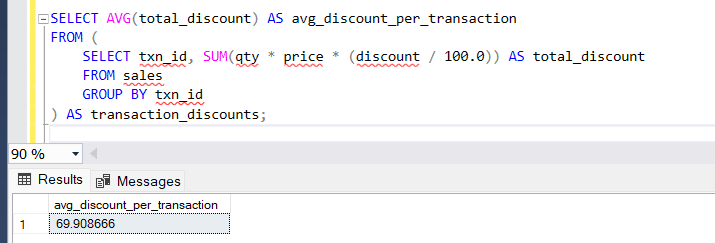 SELECT AVG(total_discount) AS avg_discount_per_transaction
FROM (
SELECT txn_id, SUM(qty * price * (discount / 100.0)) AS total_discount
FROM sales
GROUP BY txn_id
) AS transaction_discounts;
90 %
Results Messages
avg_discount_per_transaction
1 69.908666